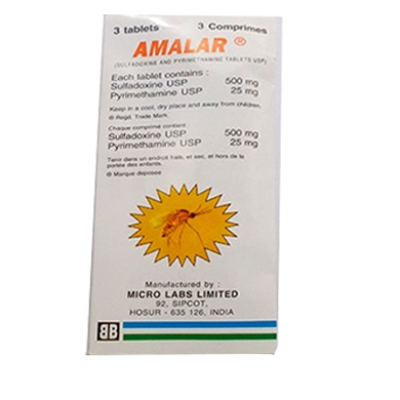 3 tablets 3 Comprimes
AMALAR ®
(SULFADOXINE AND PYRIMETHAMINE TABLETS USP)
Each tablet contains :
Sulfadoxine USP 500 mg
Pyrimethamine USP 25 mg
Keep in a cool, dry place and away from children.
® Regd. Trade Mark
Chaque comprime contient :
Sulfadoxine USP 500 mg
Pyrimethamine USP 25 mg
Tenir dans un endroit frais, et sec, et hors de la
portée des enfants.
® Marque deposee
Manufactured by :
MICRO LABS LIMITED
92, SIPCOT,
HOSUR - 635 126, INDIA
BB